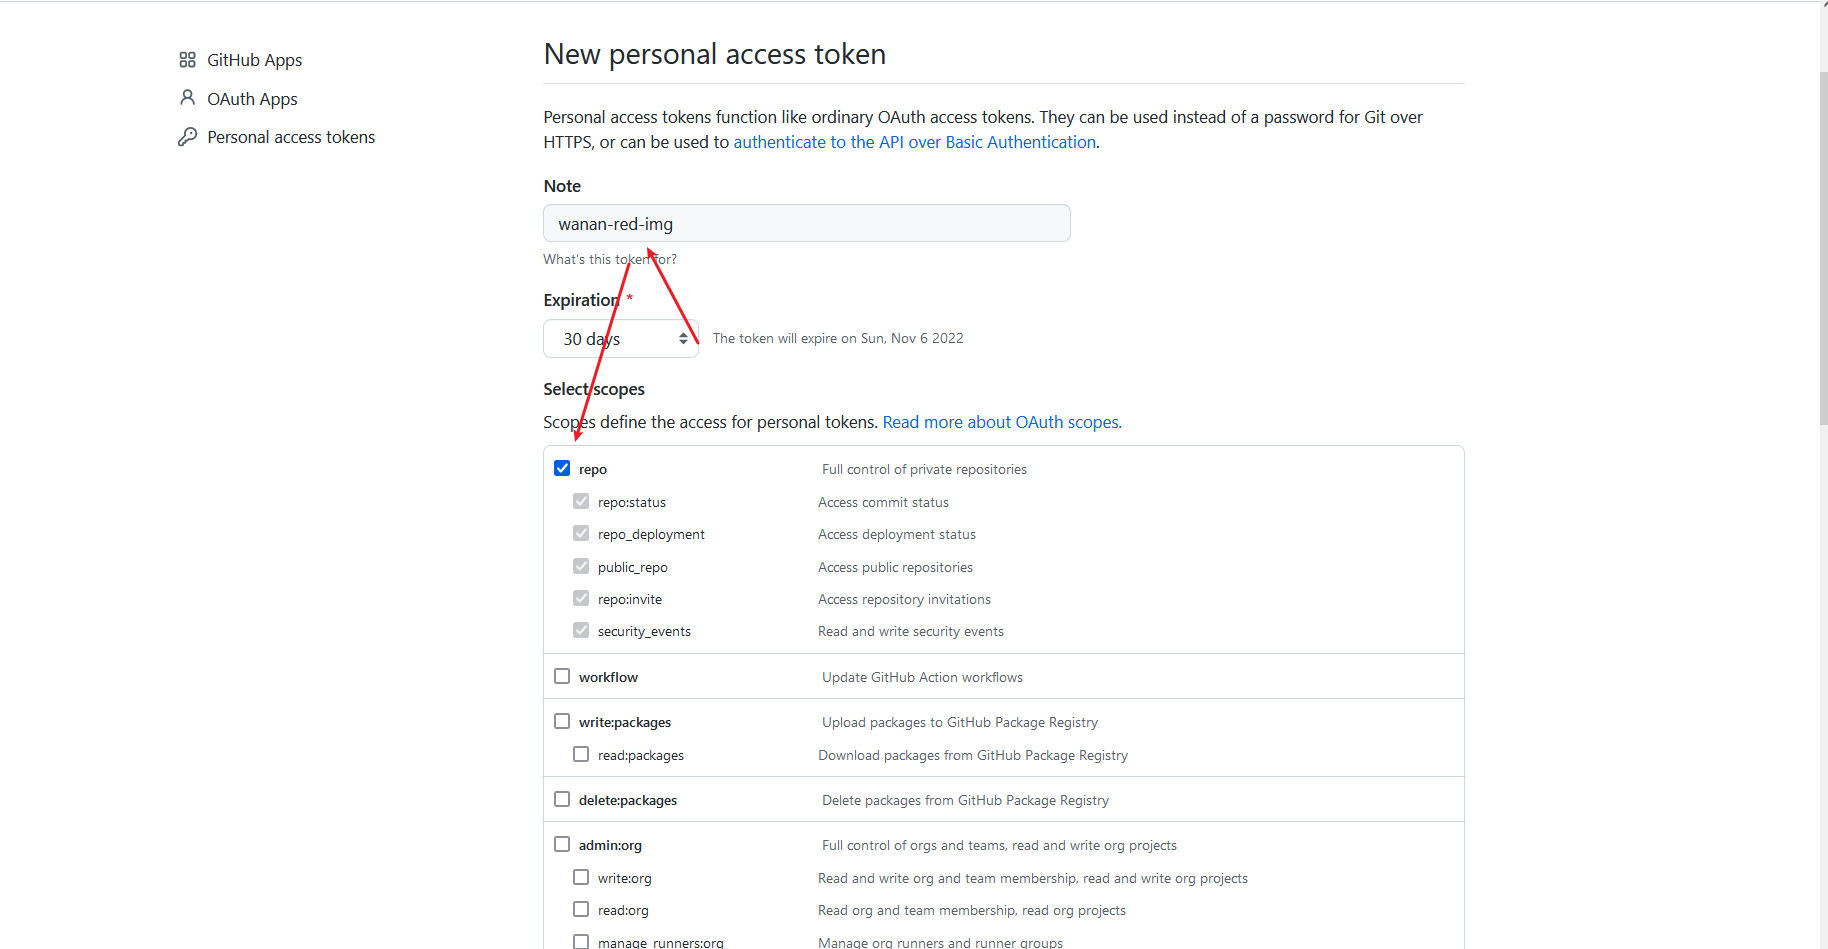 GitHub Apps
OAuth Apps
Personal access tokens
New personal access token
Personal access tokens function like ordinary OAuth access tokens. They can be used instead of a password for Git over
HTTPS, or can be used to authenticate to the API over Basic Authentication.
Note
wanan-red-img
What's this token for?
Expiration *
30 days The token will expire on Sun, Nov 6 2022
Select scopes
Scopes define the access for personal tokens. Read more about OAuth scopes.
repo Full control of private repositories
repo:status Access commit status
repo_deployment Access deployment status
public_repo Access public repositories
repo:invite Access repository invitations
security_events Read and write security events
workflow Update GitHub Action workflows
write:packages Upload packages to GitHub Package Registry
read:packages Download packages from GitHub Package Registry
delete:packages Delete packages from GitHub Package Registry
admin:org Full control of orgs and teams, read and write org projects
write:org Read and write org and team membership, read and write org projects
read:org Read org and team membership, read org projects
manage_runners:org Manage org runners and runner groups